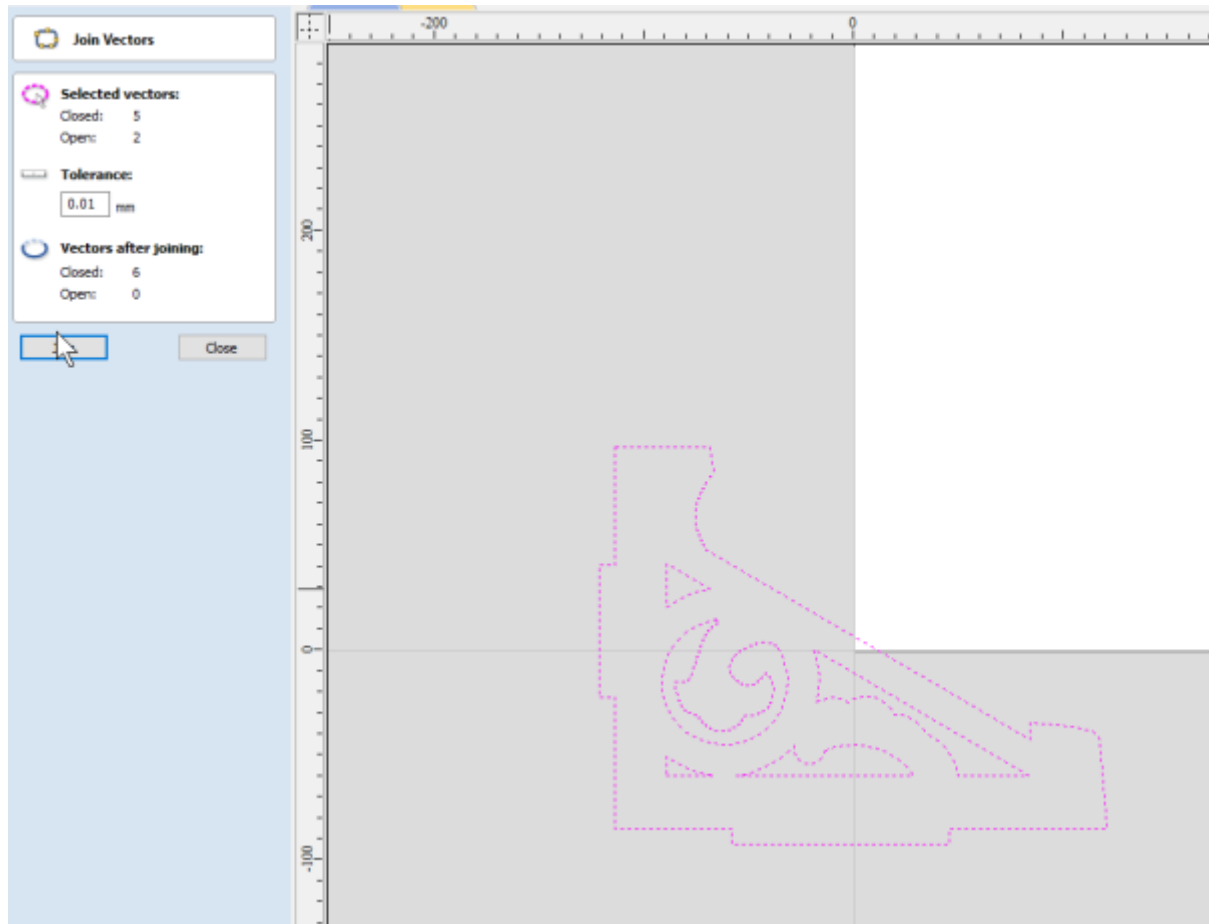 Join Vectors
Selected vectors:
Closed: 5
Open: 2
Tolerance:
0.01 mm
Vectors after joining:
Closed: 6
Open: 0
Close
-200 0
200
100
0
-100